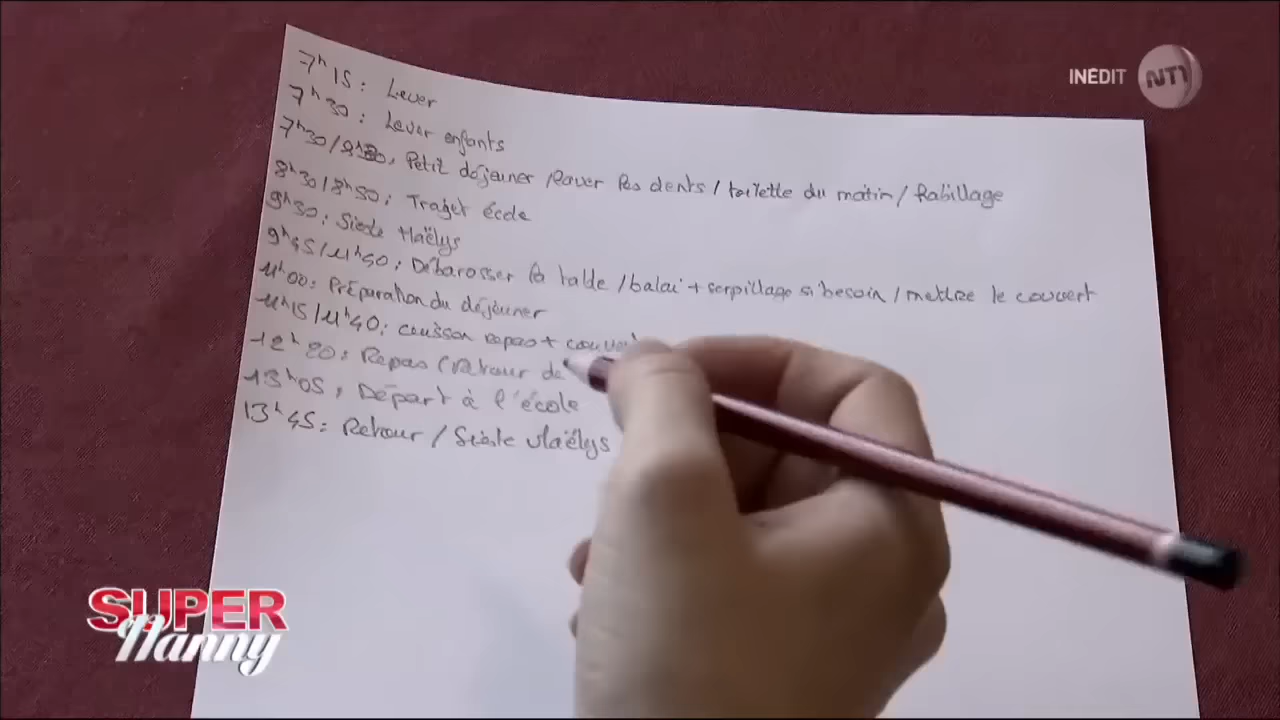 INÉDIT NT1
7h15 : Lever
7h30 : Lever enfants
7h30/8h30 : Petit déjeuner /laver les dents / toilette du matin / habillage
8h30/8h50 : Trajet école
9h30 : Sieste Maëlys
9h45/11h00 : Débarasser la table /balai + serpillage si besoin / mettre le couvert
11h00 : Préparation du déjeuner
11h15/11h40 : cuisson repas +
12h20 : Repas (Retour de
13h05 : Départ à l'école
13h45 : Retour / Sieste Maëlys
SUPER
Nanny